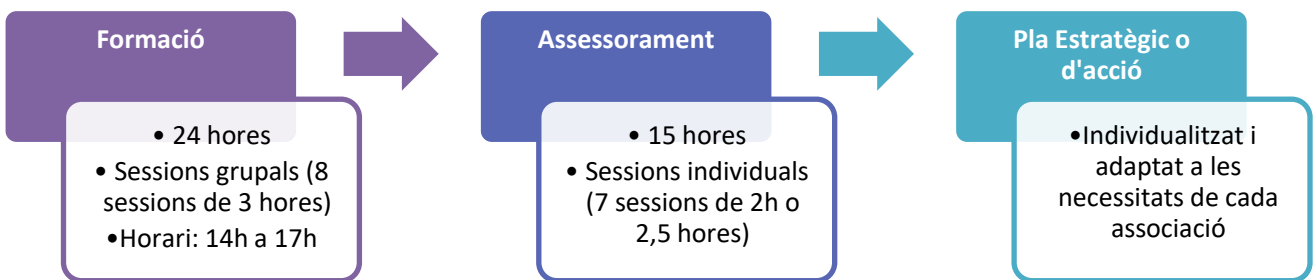 Formació
• 24 hores
• Sessions grupals (8
sessions de 3 hores)
•Horari: 14h a 17h
Assessorament
• 15 hores
• Sessions individuals
(7 sessions de 2h o
2,5 hores)
Pla Estratègic o
d'acció
•Individualitzat i
adaptat a les
necessitats de cada
associació